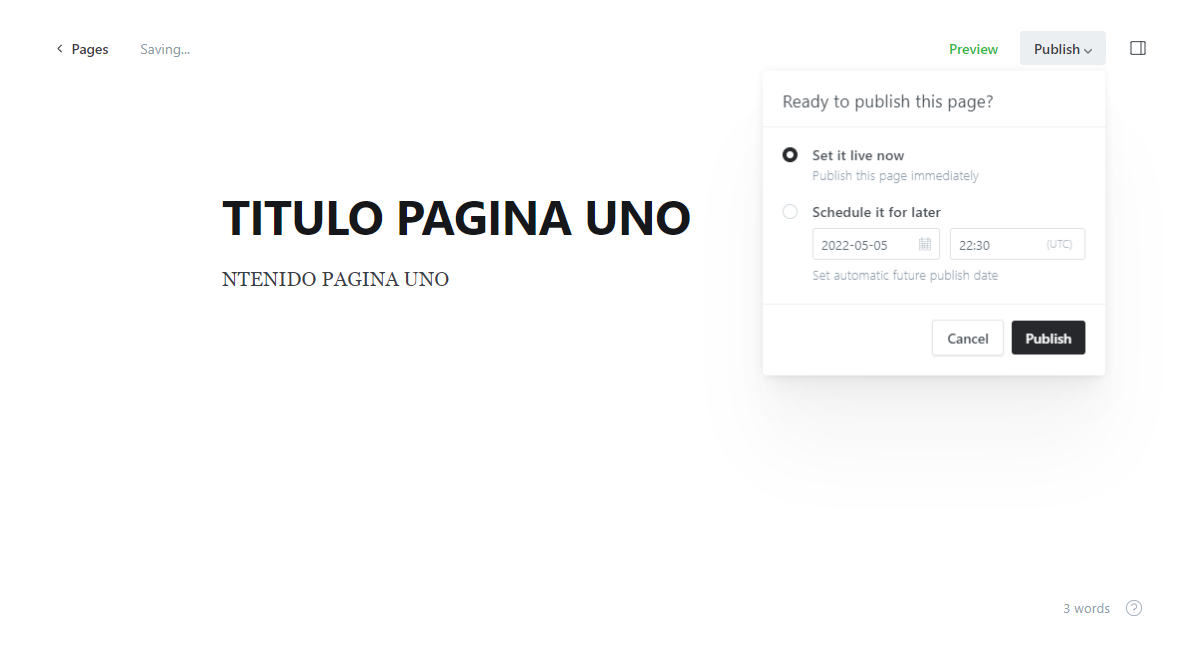 Pages Saving... Preview Publish
Ready to publish this page?
Set it live now
Publish this page immediately
Schedule it for later
2022-05-05 22:30 (UTC)
Set automatic future publish date
Cancel Publish
TITULO PAGINA UNO
NTENIDO PAGINA UNO
3 words ?